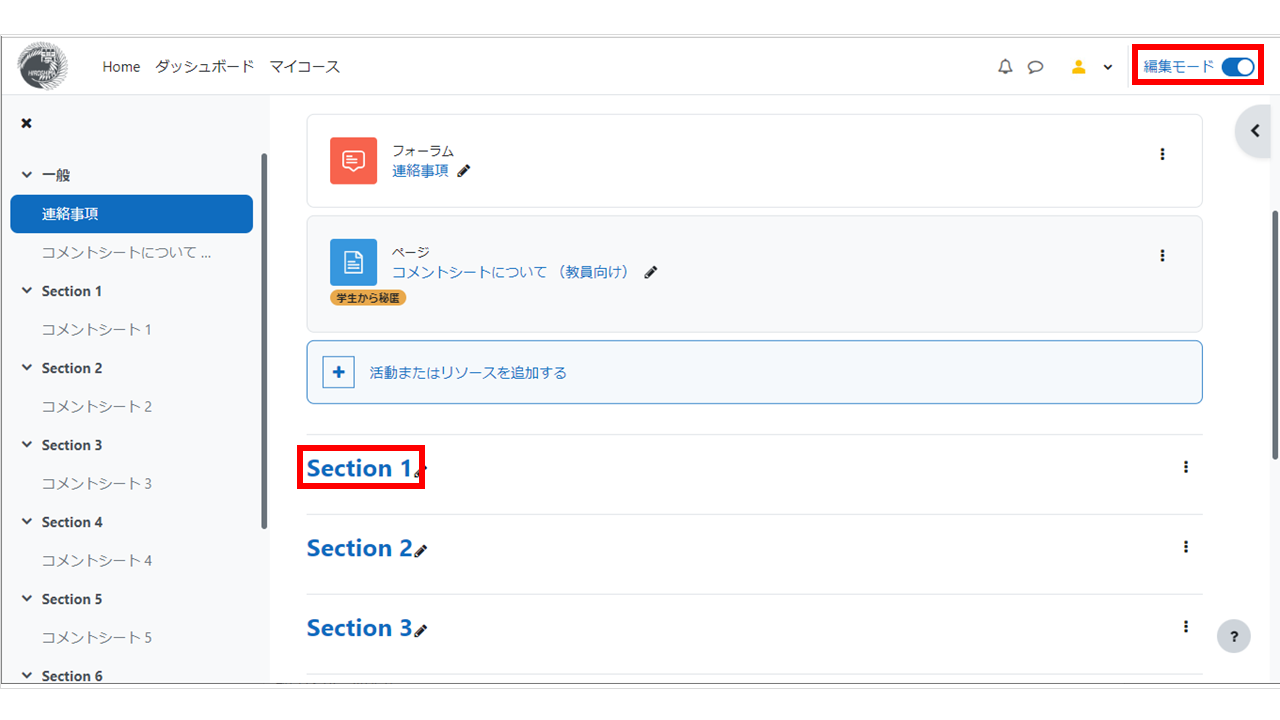 Home ダッシュボード マイコース
編集モード
一般
連絡事項
コメントシートについて ...
Section 1
コメントシート 1
Section 2
コメントシート 2
Section 3
コメントシート 3
Section 4
コメントシート 4
Section 5
コメントシート 5
Section 6
フォーラム
連絡事項
ページ
コメントシートについて （教員向け）
学生から秘匿
活動またはリソースを追加する
Section 1
Section 2
Section 3
?